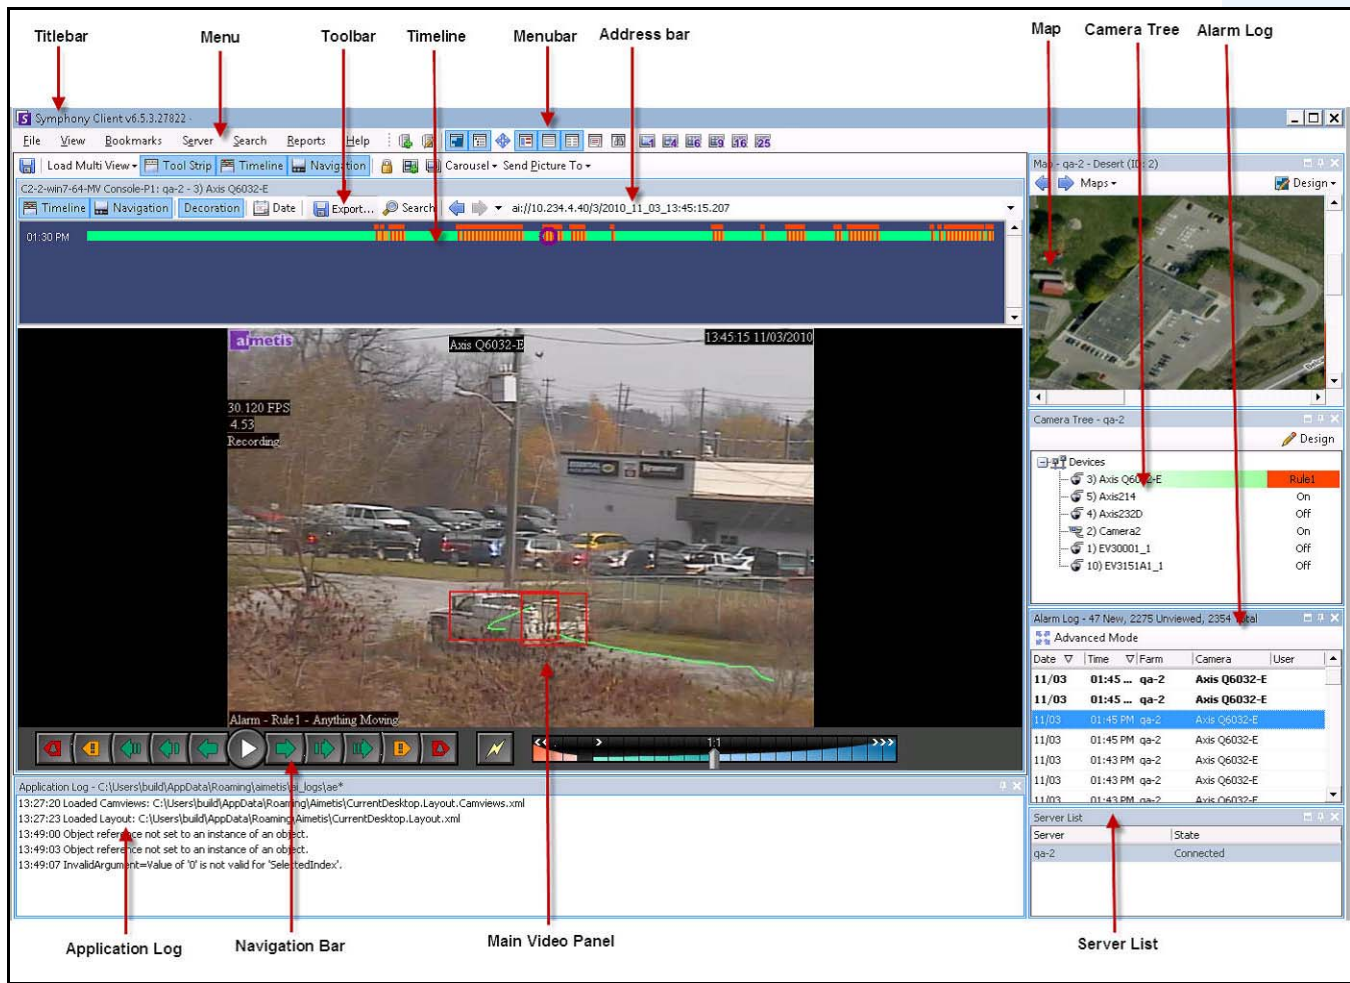 Titlebar
Menu
Toolbar
Timeline
Menubar
Address bar
Map
Camera Tree
Alarm Log
Symphony Client v6.5.3.27822 -
File View Bookmarks Server Search Reports Help
Load Multi View Tool Strip Timeline Navigation Carousel Send Picture To
C2-2-win7-64-MV Console-P1: qa-2 - 3) Axis Q6032-E
Timeline Navigation Decoration Date Export... Search ai://10.234.4.40/3/2010_11_03_13:45:15.207
01:30 PM
aimetis
Axis Q6032-E
13:45:15 11/03/2010
30.120 FPS
4.53
Recording
Alarm - Rule1 - Anything Moving
1:1
Application Log - C:\Users\build\AppData\Roaming\aimetis\ai_logs\ae*
13:27:20 Loaded Camviews: C:\Users\build\AppData\Roaming\Aimetis\CurrentDesktop.Layout.Camviews.xml
13:27:23 Loaded Layout: C:\Users\build\AppData\Roaming\Aimetis\CurrentDesktop.Layout.xml
13:49:00 Object reference not set to an instance of an object.
13:49:03 Object reference not set to an instance of an object.
13:49:07 InvalidArgument=Value of '0' is not valid for 'SelectedIndex'.
Map - qa-2 - Desert (ID: 2)
Maps Design
Camera Tree - qa-2
Design
Devices
3) Axis Q6032-E Rule1
5) Axis214 On
4) Axis232D Off
2) Camera2 On
1) EV30001_1 Off
10) EV3151A1_1 Off
Alarm Log - 47 New, 2275 Unviewed, 2354 Total
Advanced Mode
Date Time Farm Camera User
11/03 01:45 ... qa-2 Axis Q6032-E
11/03 01:45 ... qa-2 Axis Q6032-E
11/03 01:45 PM qa-2 Axis Q6032-E
11/03 01:45 PM qa-2 Axis Q6032-E
11/03 01:43 PM qa-2 Axis Q6032-E
11/03 01:43 PM qa-2 Axis Q6032-E
11/03 01:43 PM qa-2 Axis Q6032-E
Server List
Server State
qa-2 Connected
Application Log
Navigation Bar
Main Video Panel
Server List